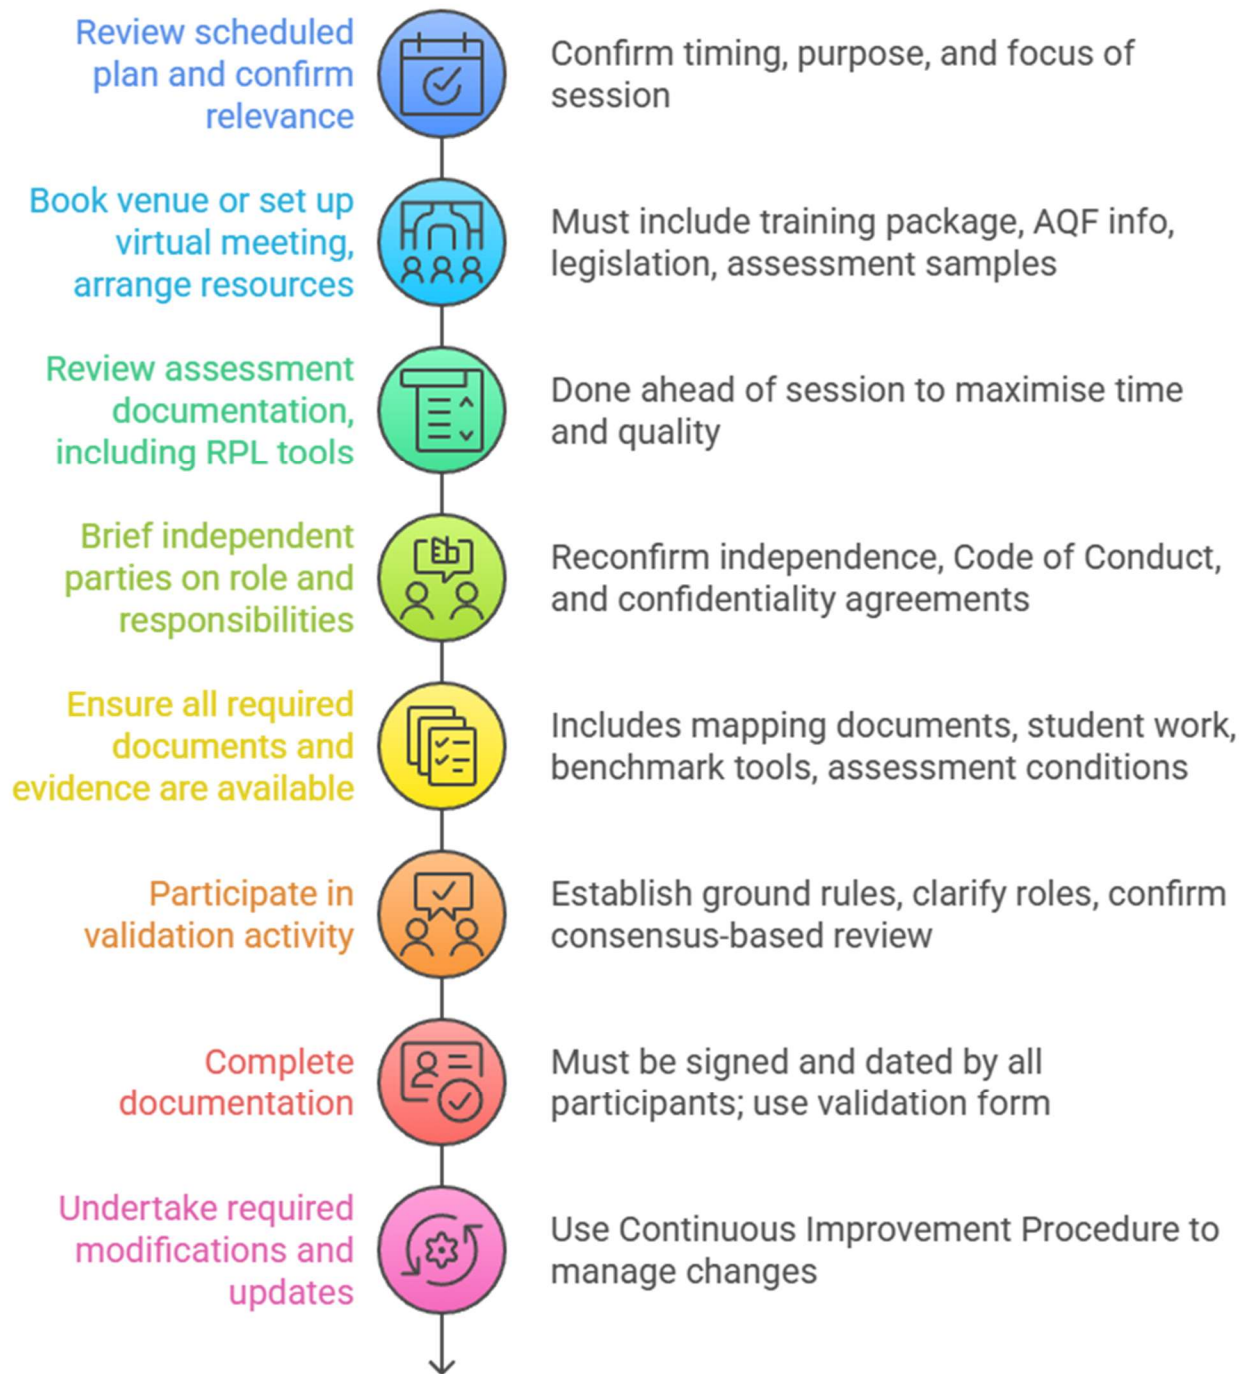 Review scheduled
plan and confirm
relevance
Confirm timing, purpose, and focus of
session
Book venue or set up
virtual meeting,
arrange resources
Must include training package, AQF info,
legislation, assessment samples
Review assessment
documentation,
including RPL tools
Done ahead of session to maximise time
and quality
Brief independent
parties on role and
responsibilities
Reconfirm independence, Code of Conduct,
and confidentiality agreements
Ensure all required
documents and
evidence are available
Includes mapping documents, student work,
benchmark tools, assessment conditions
Participate in
validation activity
Establish ground rules, clarify roles, confirm
consensus-based review
Complete
documentation
Must be signed and dated by all
participants; use validation form
Undertake required
modifications and
updates
Use Continuous Improvement Procedure to
manage changes